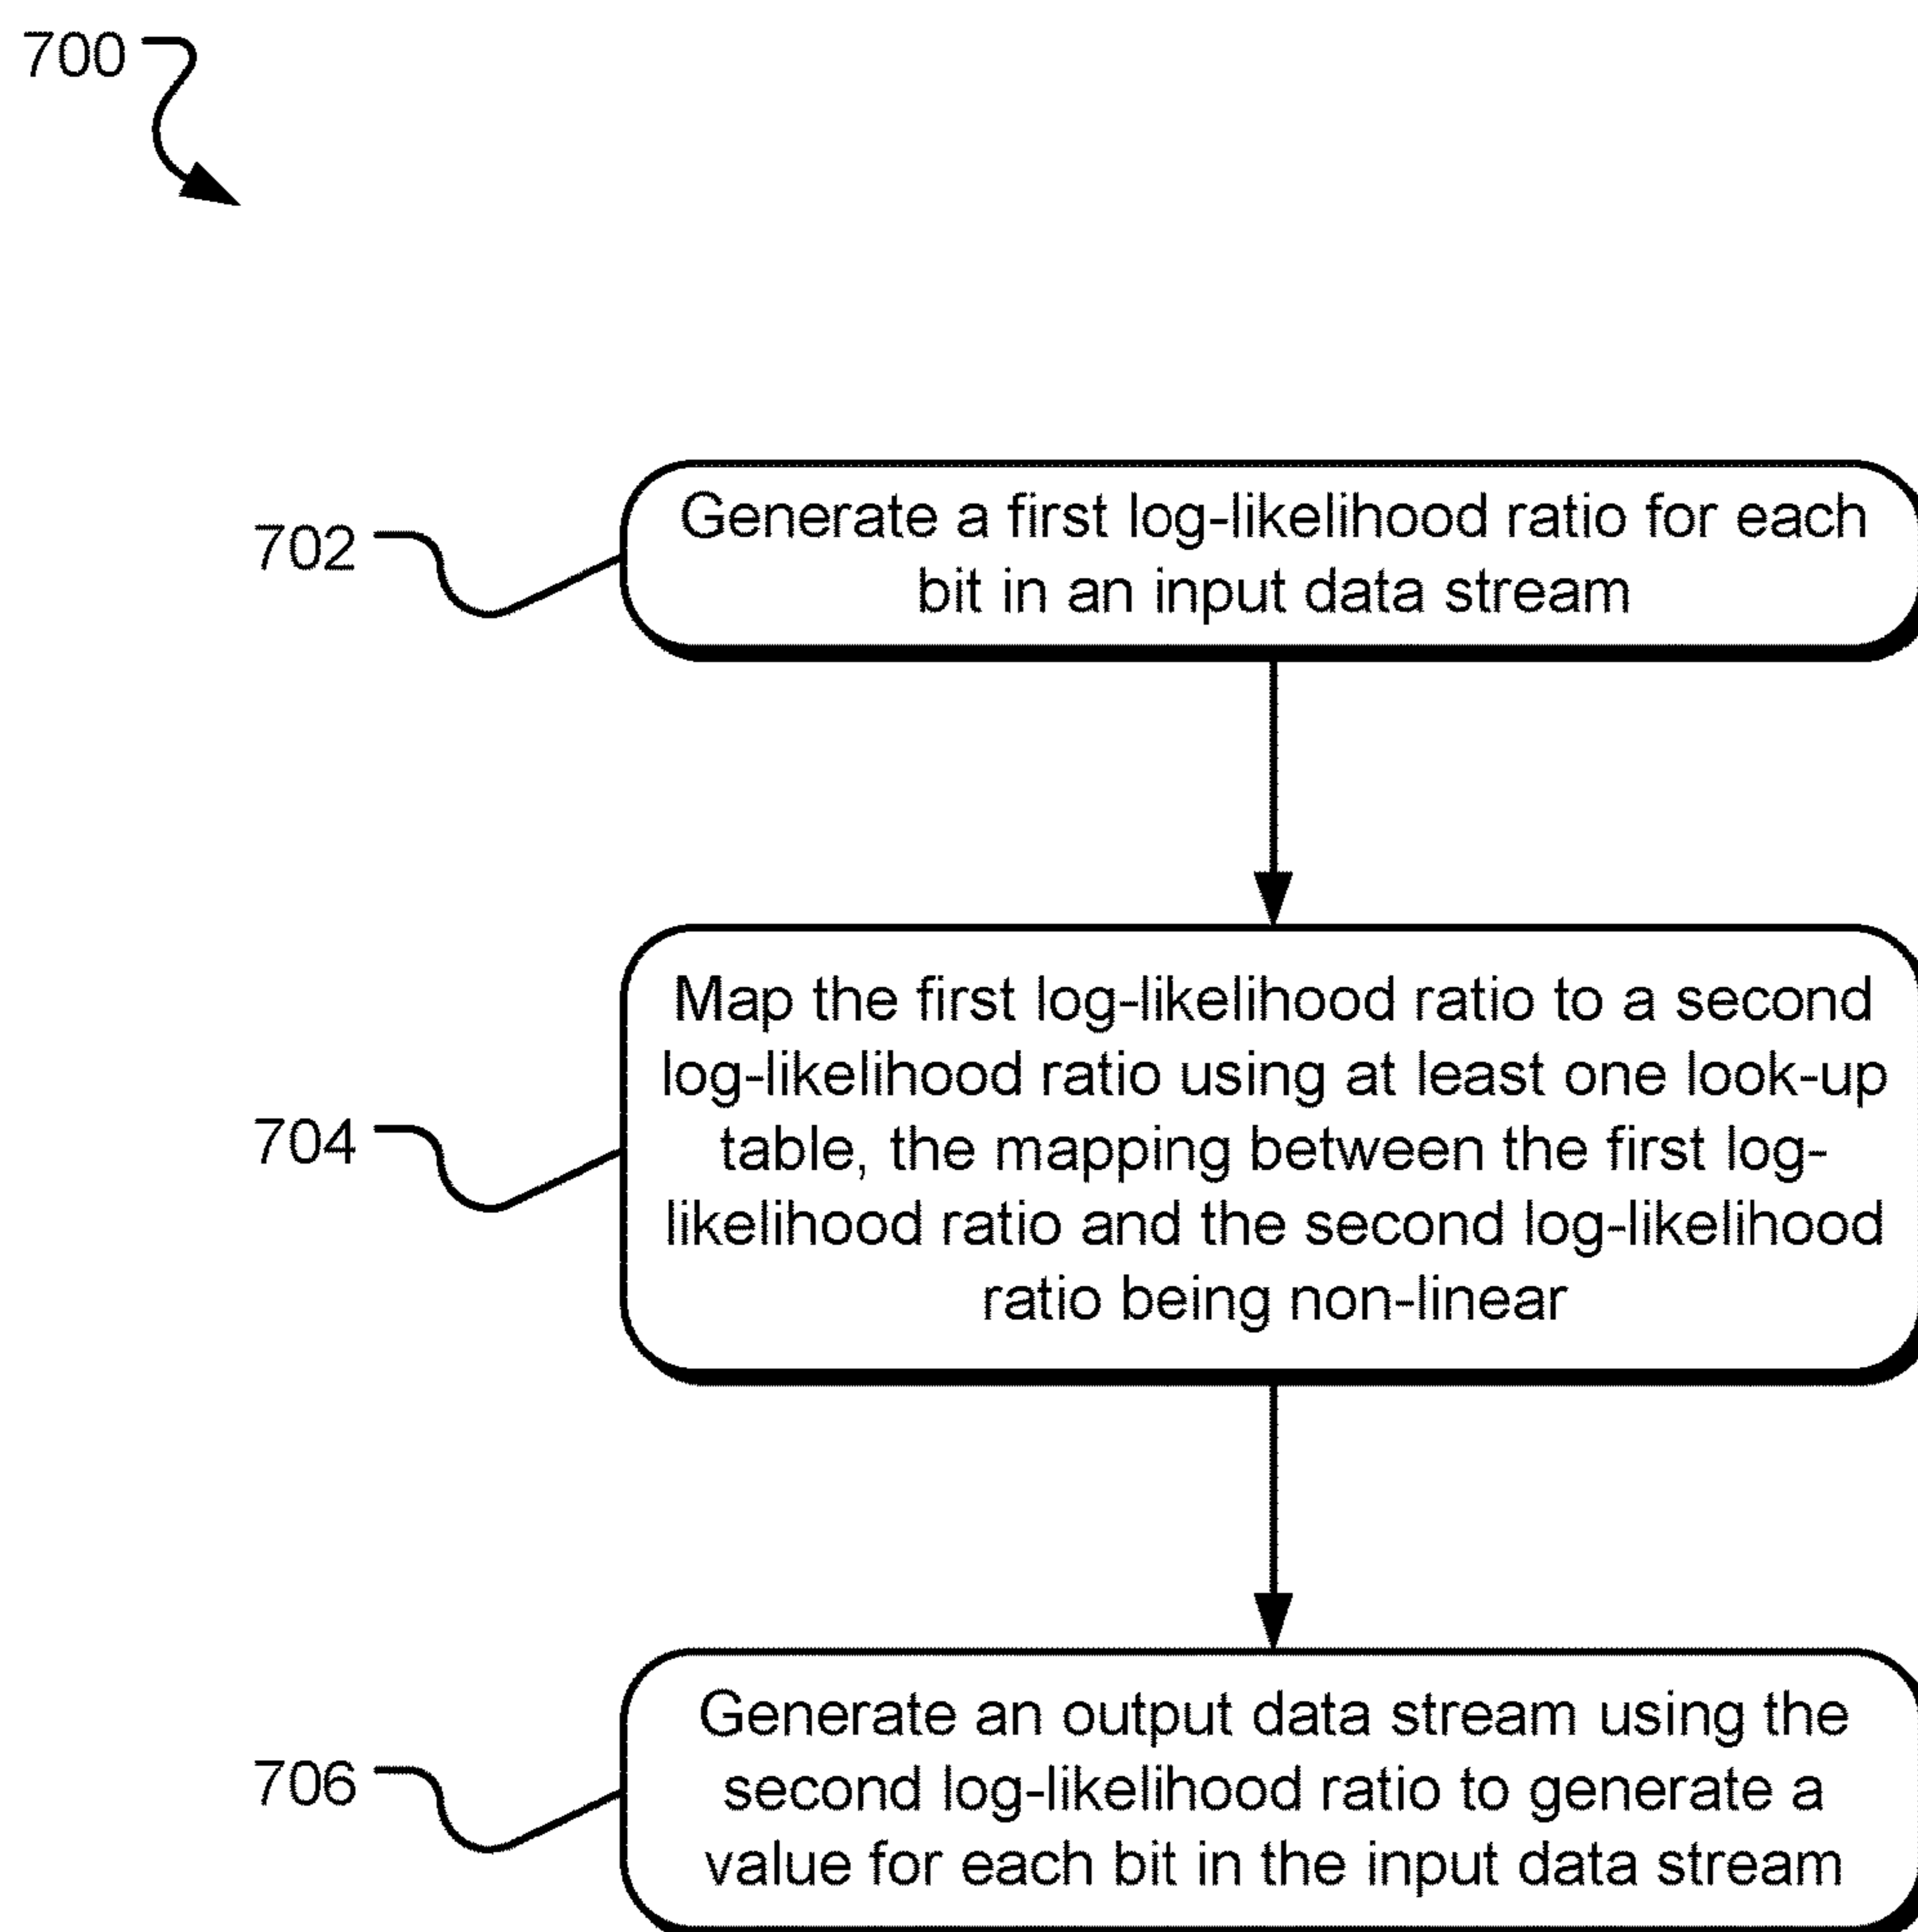 700
702
Generate a first log-likelihood ratio for each
bit in an input data stream
704
Map the first log-likelihood ratio to a second
log-likelihood ratio using at least one look-up
table, the mapping between the first log-
likelihood ratio and the second log-likelihood
ratio being non-linear
706
Generate an output data stream using the
second log-likelihood ratio to generate a
value for each bit in the input data stream